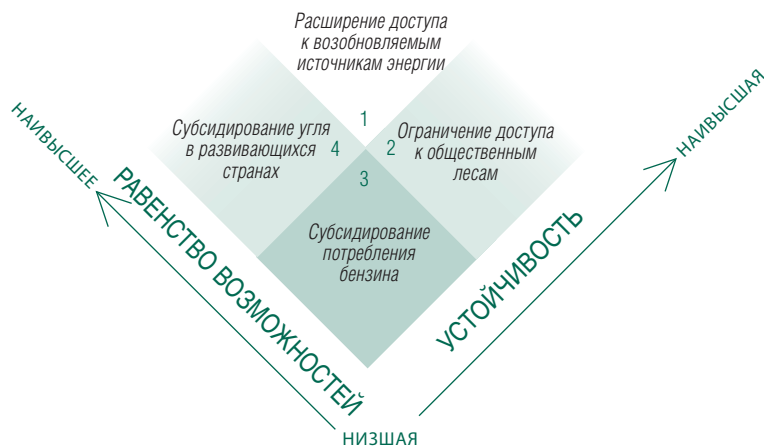 Расширение доступа
к возобновляемым
источникам энергии
НАИВЫСШЕЕ
НАИВЫСШАЯ
1
Субсидирование угля
в развивающихся
странах
4
2
Ограничение доступа
к общественным
лесам
3
Субсидирование
потребления
бензина
РАВЕНСТВО ВОЗМОЖНОСТЕЙ
УСТОЙЧИВОСТЬ
НИЗШАЯ